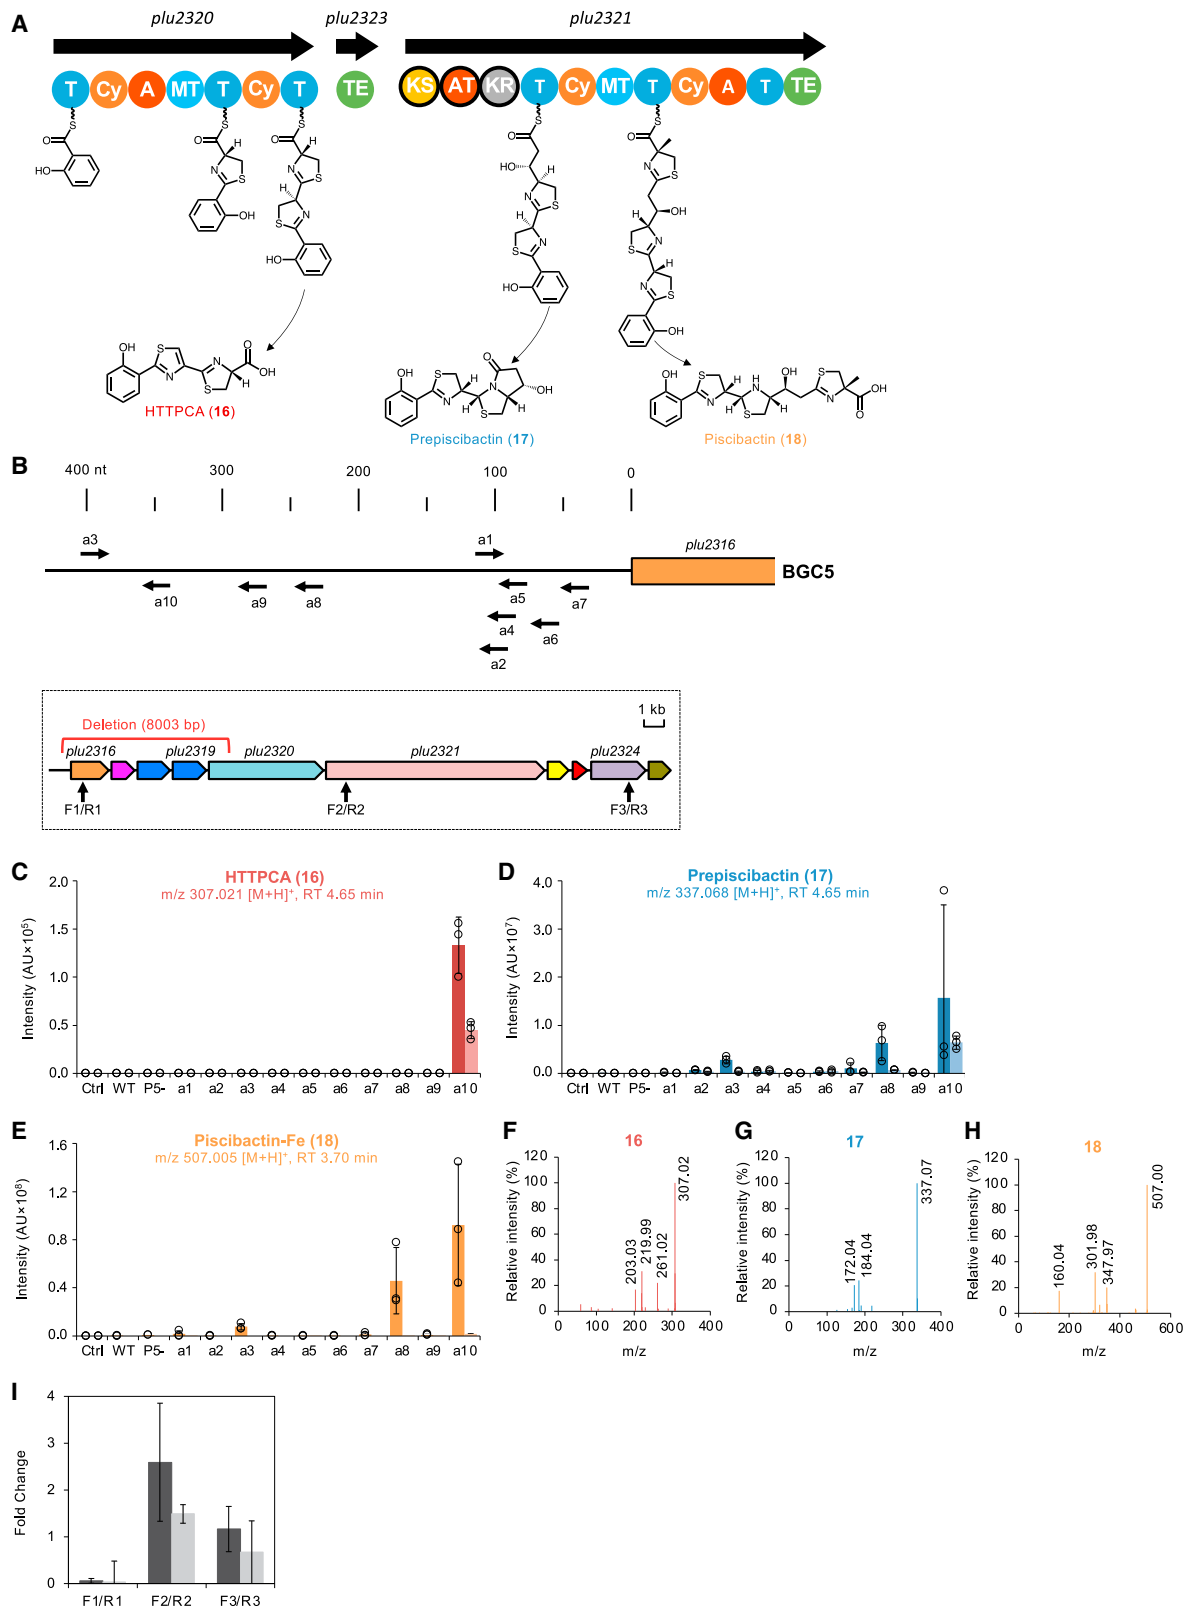 A
plu2320 plu2323 plu2321
T Cy A MT T Cy T TE KS AT KR T Cy MT T Cy A T TE
HTTPCA (16)
Prepiscibactin (17)
Piscibactin (18)
B
400 nt 300 200 100 0
a3 a1 plu2316
BGC5
a10 a9 a8 a5 a7
a4 a6
a2
Deletion (8003 bp)
1 kb
plu2316 plu2319 plu2320 plu2321 plu2324
F1/R1 F2/R2 F3/R3
C
HTTPCA (16)
m/z 307.021 [M+H]⁺, RT 4.65 min
Intensity (AU×10⁵)
2.0
1.5
1.0
0.5
0.0
Ctrl WT P5- a1 a2 a3 a4 a5 a6 a7 a8 a9 a10
D
Prepiscibactin (17)
m/z 337.068 [M+H]⁺, RT 4.65 min
Intensity (AU×10⁷)
4.0
3.0
2.0
1.0
0.0
Ctrl WT P5- a1 a2 a3 a4 a5 a6 a7 a8 a9 a10
E
Piscibactin-Fe (18)
m/z 507.005 [M+H]⁺, RT 3.70 min
Intensity (AU×10⁸)
1.6
1.2
0.8
0.4
0.0
Ctrl WT P5- a1 a2 a3 a4 a5 a6 a7 a8 a9 a10
F
16
Relative intensity (%)
120
100
80
60
40
20
0
203.03 219.99 261.02 307.02
0 200 400
m/z
G
17
Relative intensity (%)
120
100
80
60
40
20
0
172.04 184.04 337.07
0 100 200 300 400
m/z
H
18
Relative intensity (%)
120
100
80
60
40
20
0
160.04 301.98 347.97 507.00
0 200 400 600
m/z
I
Fold Change
4
3
2
1
0
F1/R1 F2/R2 F3/R3